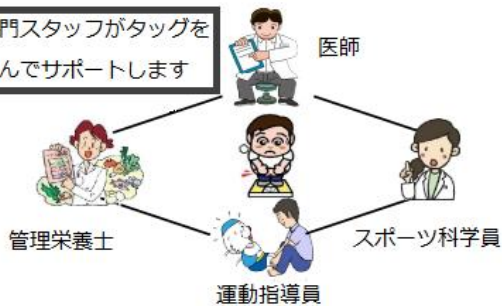 門スタッフがタッグを
んでサポートします
医師
管理栄養士
スポーツ科学員
運動指導員